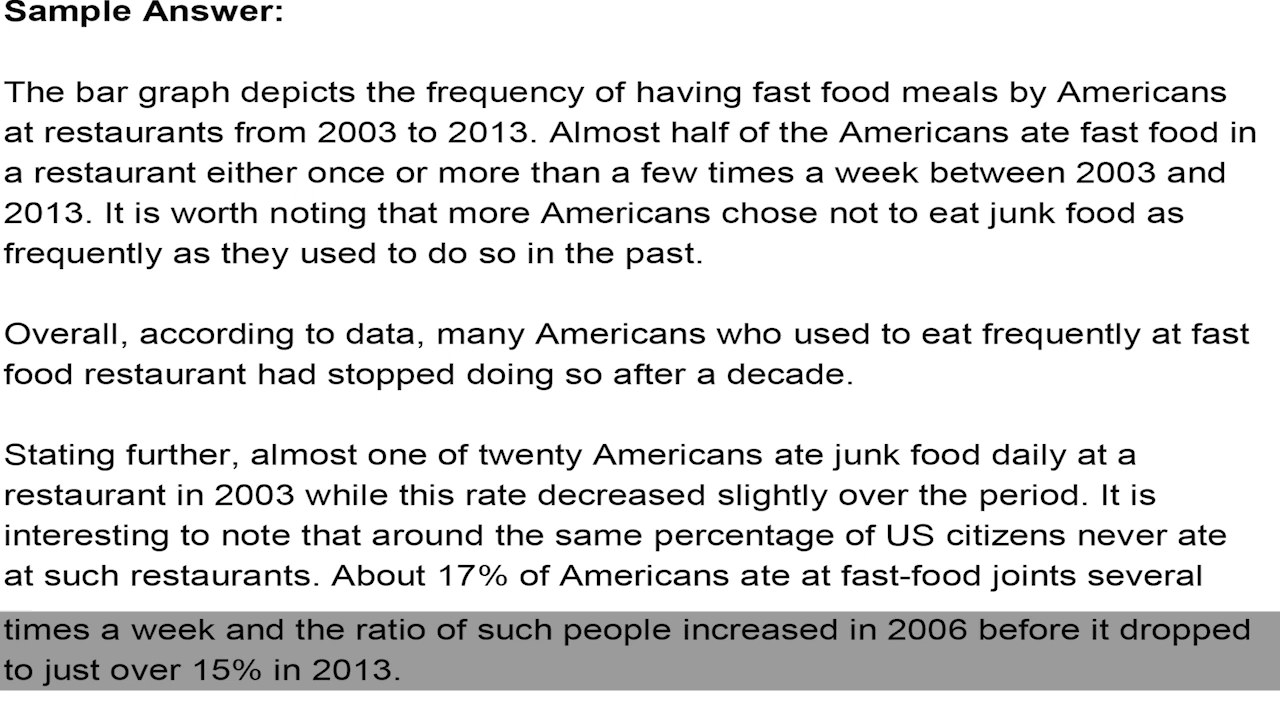 Sample Answer:
The bar graph depicts the frequency of having fast food meals by Americans
at restaurants from 2003 to 2013. Almost half of the Americans ate fast food in
a restaurant either once or more than a few times a week between 2003 and
2013. It is worth noting that more Americans chose not to eat junk food as
frequently as they used to do so in the past.
Overall, according to data, many Americans who used to eat frequently at fast
food restaurant had stopped doing so after a decade.
Stating further, almost one of twenty Americans ate junk food daily at a
restaurant in 2003 while this rate decreased slightly over the period. It is
interesting to note that around the same percentage of US citizens never ate
at such restaurants. About 17% of Americans ate at fast-food joints several
times a week and the ratio of such people increased in 2006 before it dropped
to just over 15% in 2013.